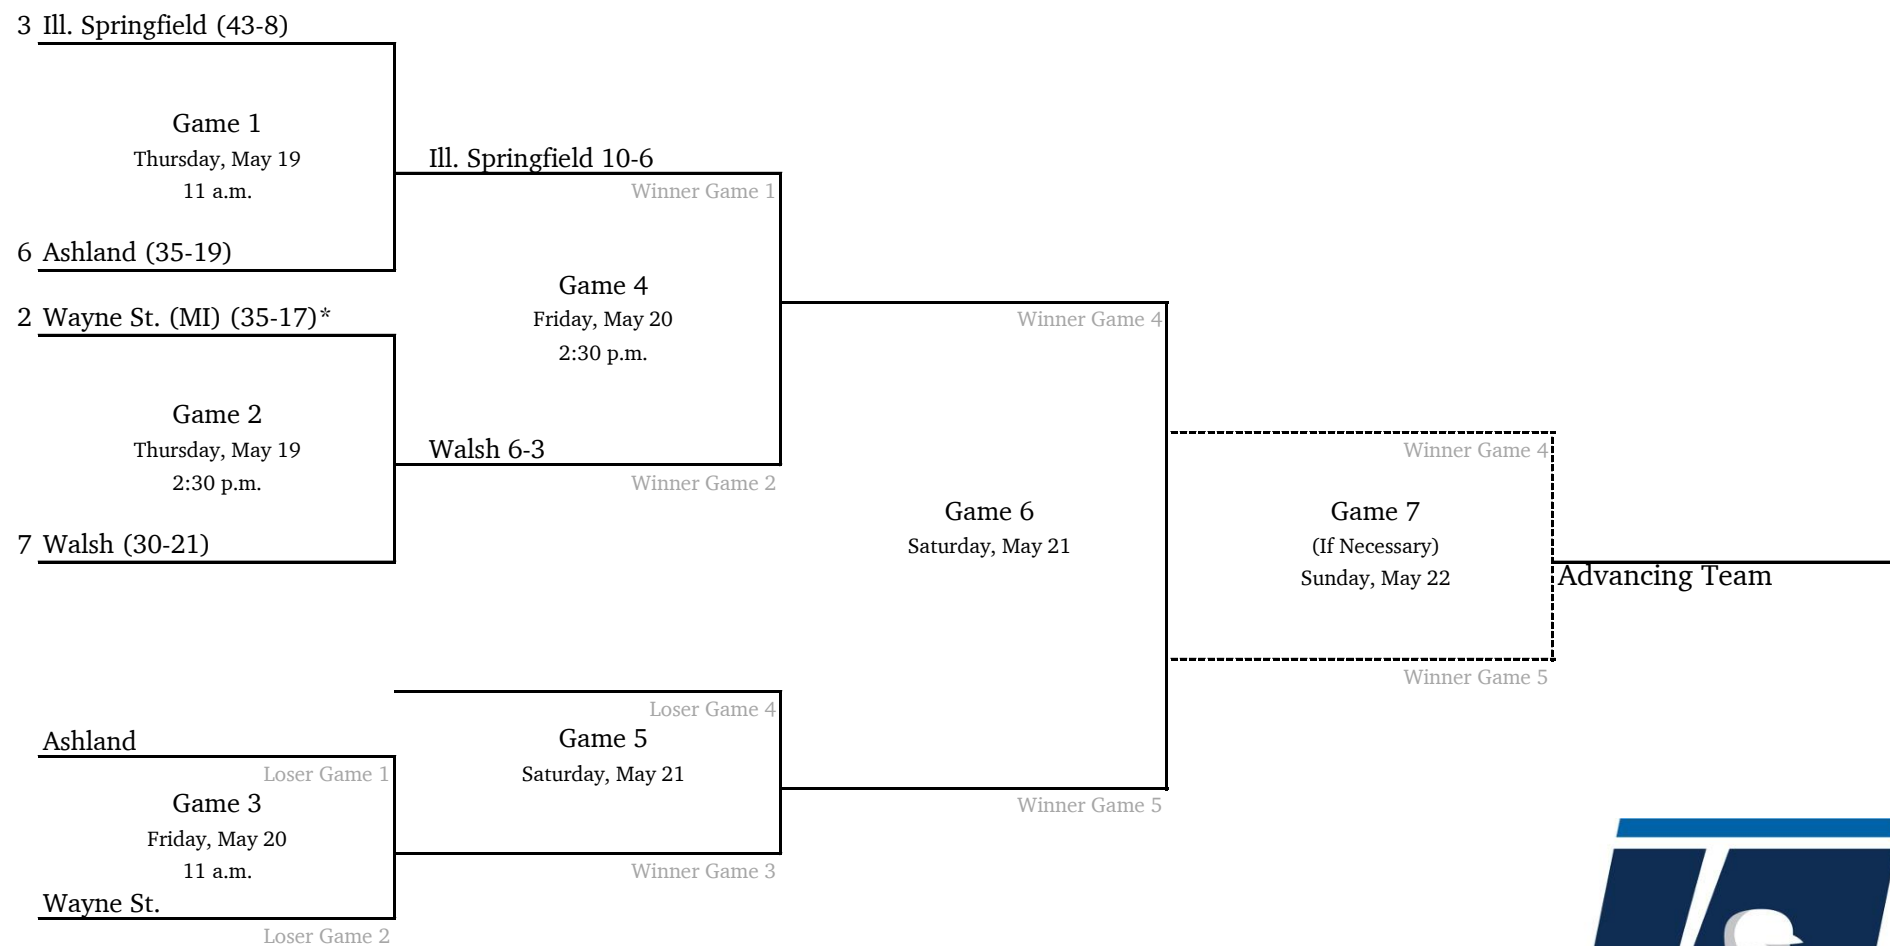 3 Ill. Springfield (43-8)
Game 1
Thursday, May 19
11 a.m.
Ill. Springfield 10-6
Winner Game 1
6 Ashland (35-19)
2 Wayne St. (MI) (35-17)*
Game 4
Friday, May 20
2:30 p.m.
Winner Game 4
Game 2
Thursday, May 19
2:30 p.m.
Walsh 6-3
Winner Game 2
7 Walsh (30-21)
Game 6
Saturday, May 21
Winner Game 4
Game 7
(If Necessary)
Sunday, May 22
Advancing Team
Winner Game 5
Loser Game 4
Game 5
Saturday, May 21
Winner Game 5
Ashland
Loser Game 1
Game 3
Friday, May 20
11 a.m.
Winner Game 3
Wayne St.
Loser Game 2